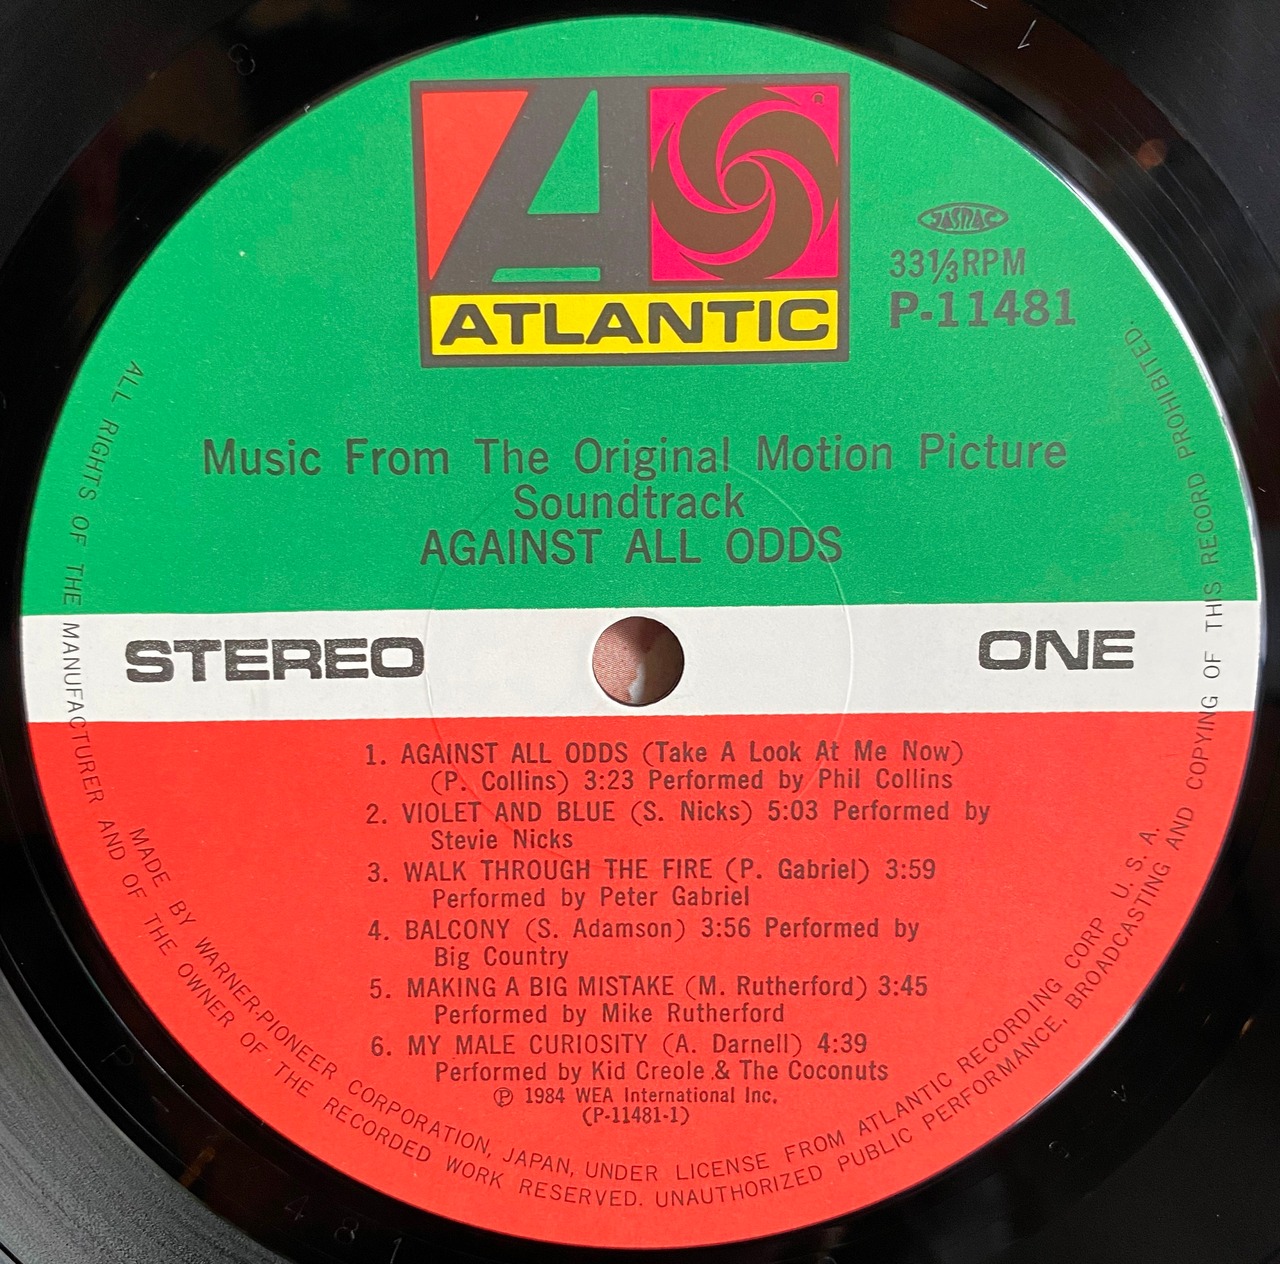 ATLANTIC
JASRAC
33⅓RPM
P-11481
Music From The Original Motion Picture
Soundtrack
AGAINST ALL ODDS
STEREO
ONE
1. AGAINST ALL ODDS (Take A Look At Me Now)
(P. Collins) 3:23 Performed by Phil Collins
2. VIOLET AND BLUE (S. Nicks) 5:03 Performed by
Stevie Nicks
3. WALK THROUGH THE FIRE (P. Gabriel) 3:59
Performed by Peter Gabriel
4. BALCONY (S. Adamson) 3:56 Performed by
Big Country
5. MAKING A BIG MISTAKE (M. Rutherford) 3:45
Performed by Mike Rutherford
6. MY MALE CURIOSITY (A. Darnell) 4:39
Performed by Kid Creole & The Coconuts
℗ 1984 WEA International Inc.
(P-11481-1)
MADE BY WARNER-PIONEER CORPORATION, JAPAN, UNDER LICENSE FROM ATLANTIC RECORDING CORP U. S. A.
ALL RIGHTS OF THE MANUFACTURER AND OF THE OWNER OF THE RECORDED WORK RESERVED. UNAUTHORIZED PUBLIC PERFORMANCE, BROADCASTING AND COPYING OF THIS RECORD PROHIBITED.